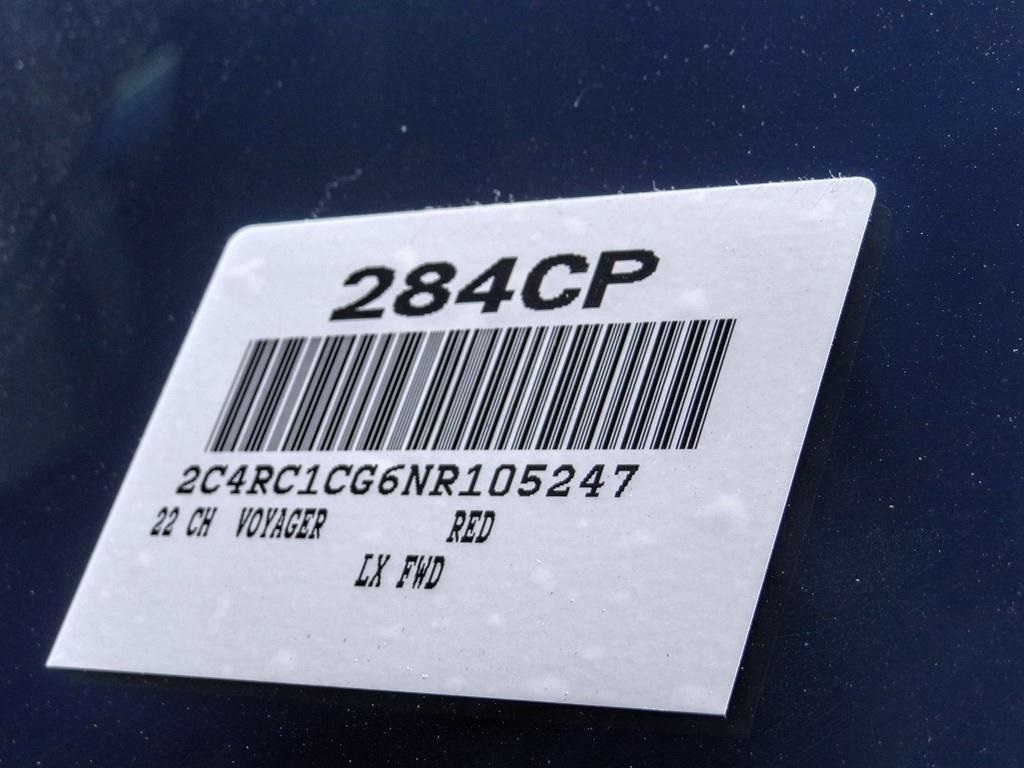 284CP
2C4RC1CG6NR105247
22 CH VOYAGER RED
LX FWD